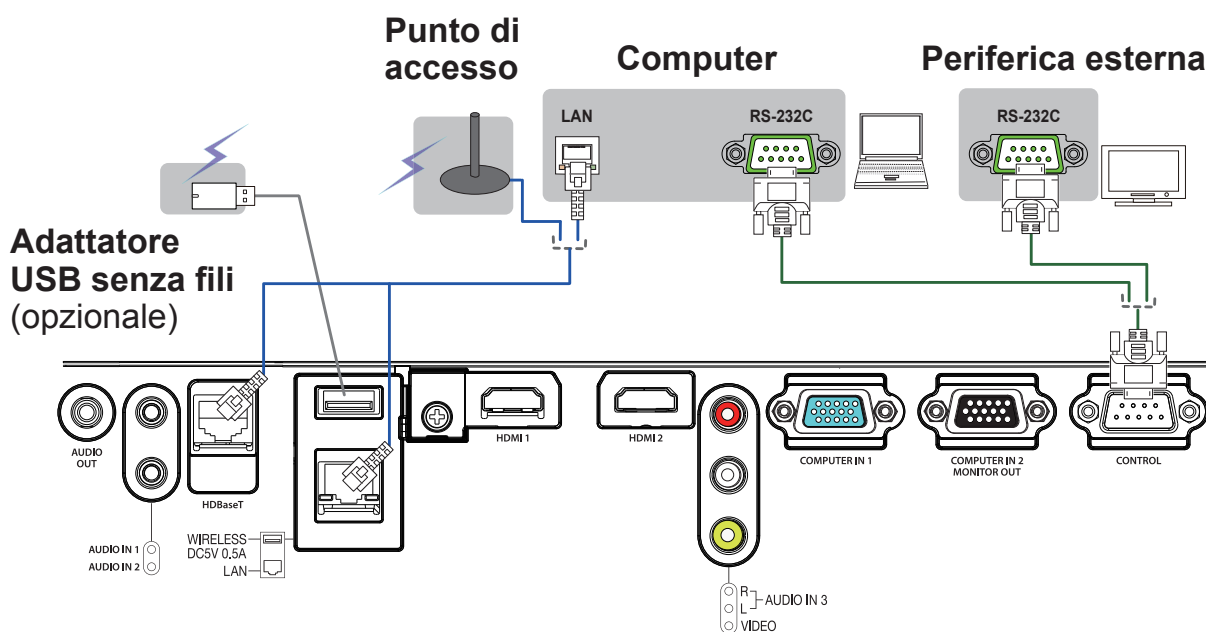 Punto di
accesso
Computer
Periferica esterna
LAN
RS-232C
RS-232C
Adattatore
USB senza fili
(opzionale)
AUDIO
OUT
HDBaseT
HDMI 1
HDMI 2
COMPUTER IN 1
COMPUTER IN 2
MONITOR OUT
CONTROL
AUDIO IN 1
AUDIO IN 2
WIRELESS
DC5V 0.5A
LAN
R
L
AUDIO IN 3
VIDEO